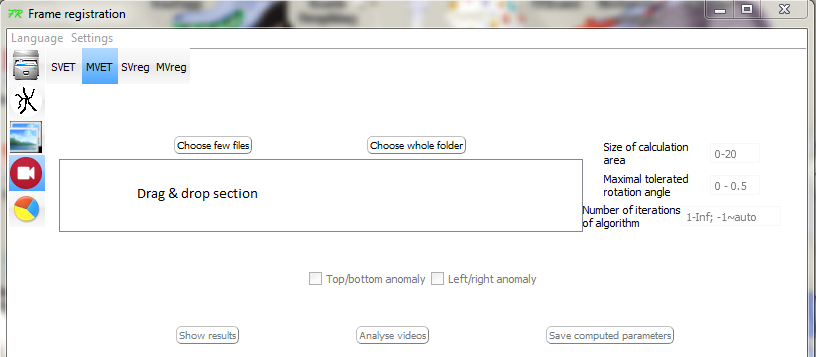 Frame registration
Language Settings
SVET MVET SVreg MVreg
Choose few files Choose whole folder
Size of calculation
area
0-20
Drag & drop section
Maximal tolerated
rotation angle
0 - 0.5
Number of iterations
of algorithm
1-Inf; -1~auto
Top/bottom anomaly Left/right anomaly
Show results Analyse videos Save computed parameters